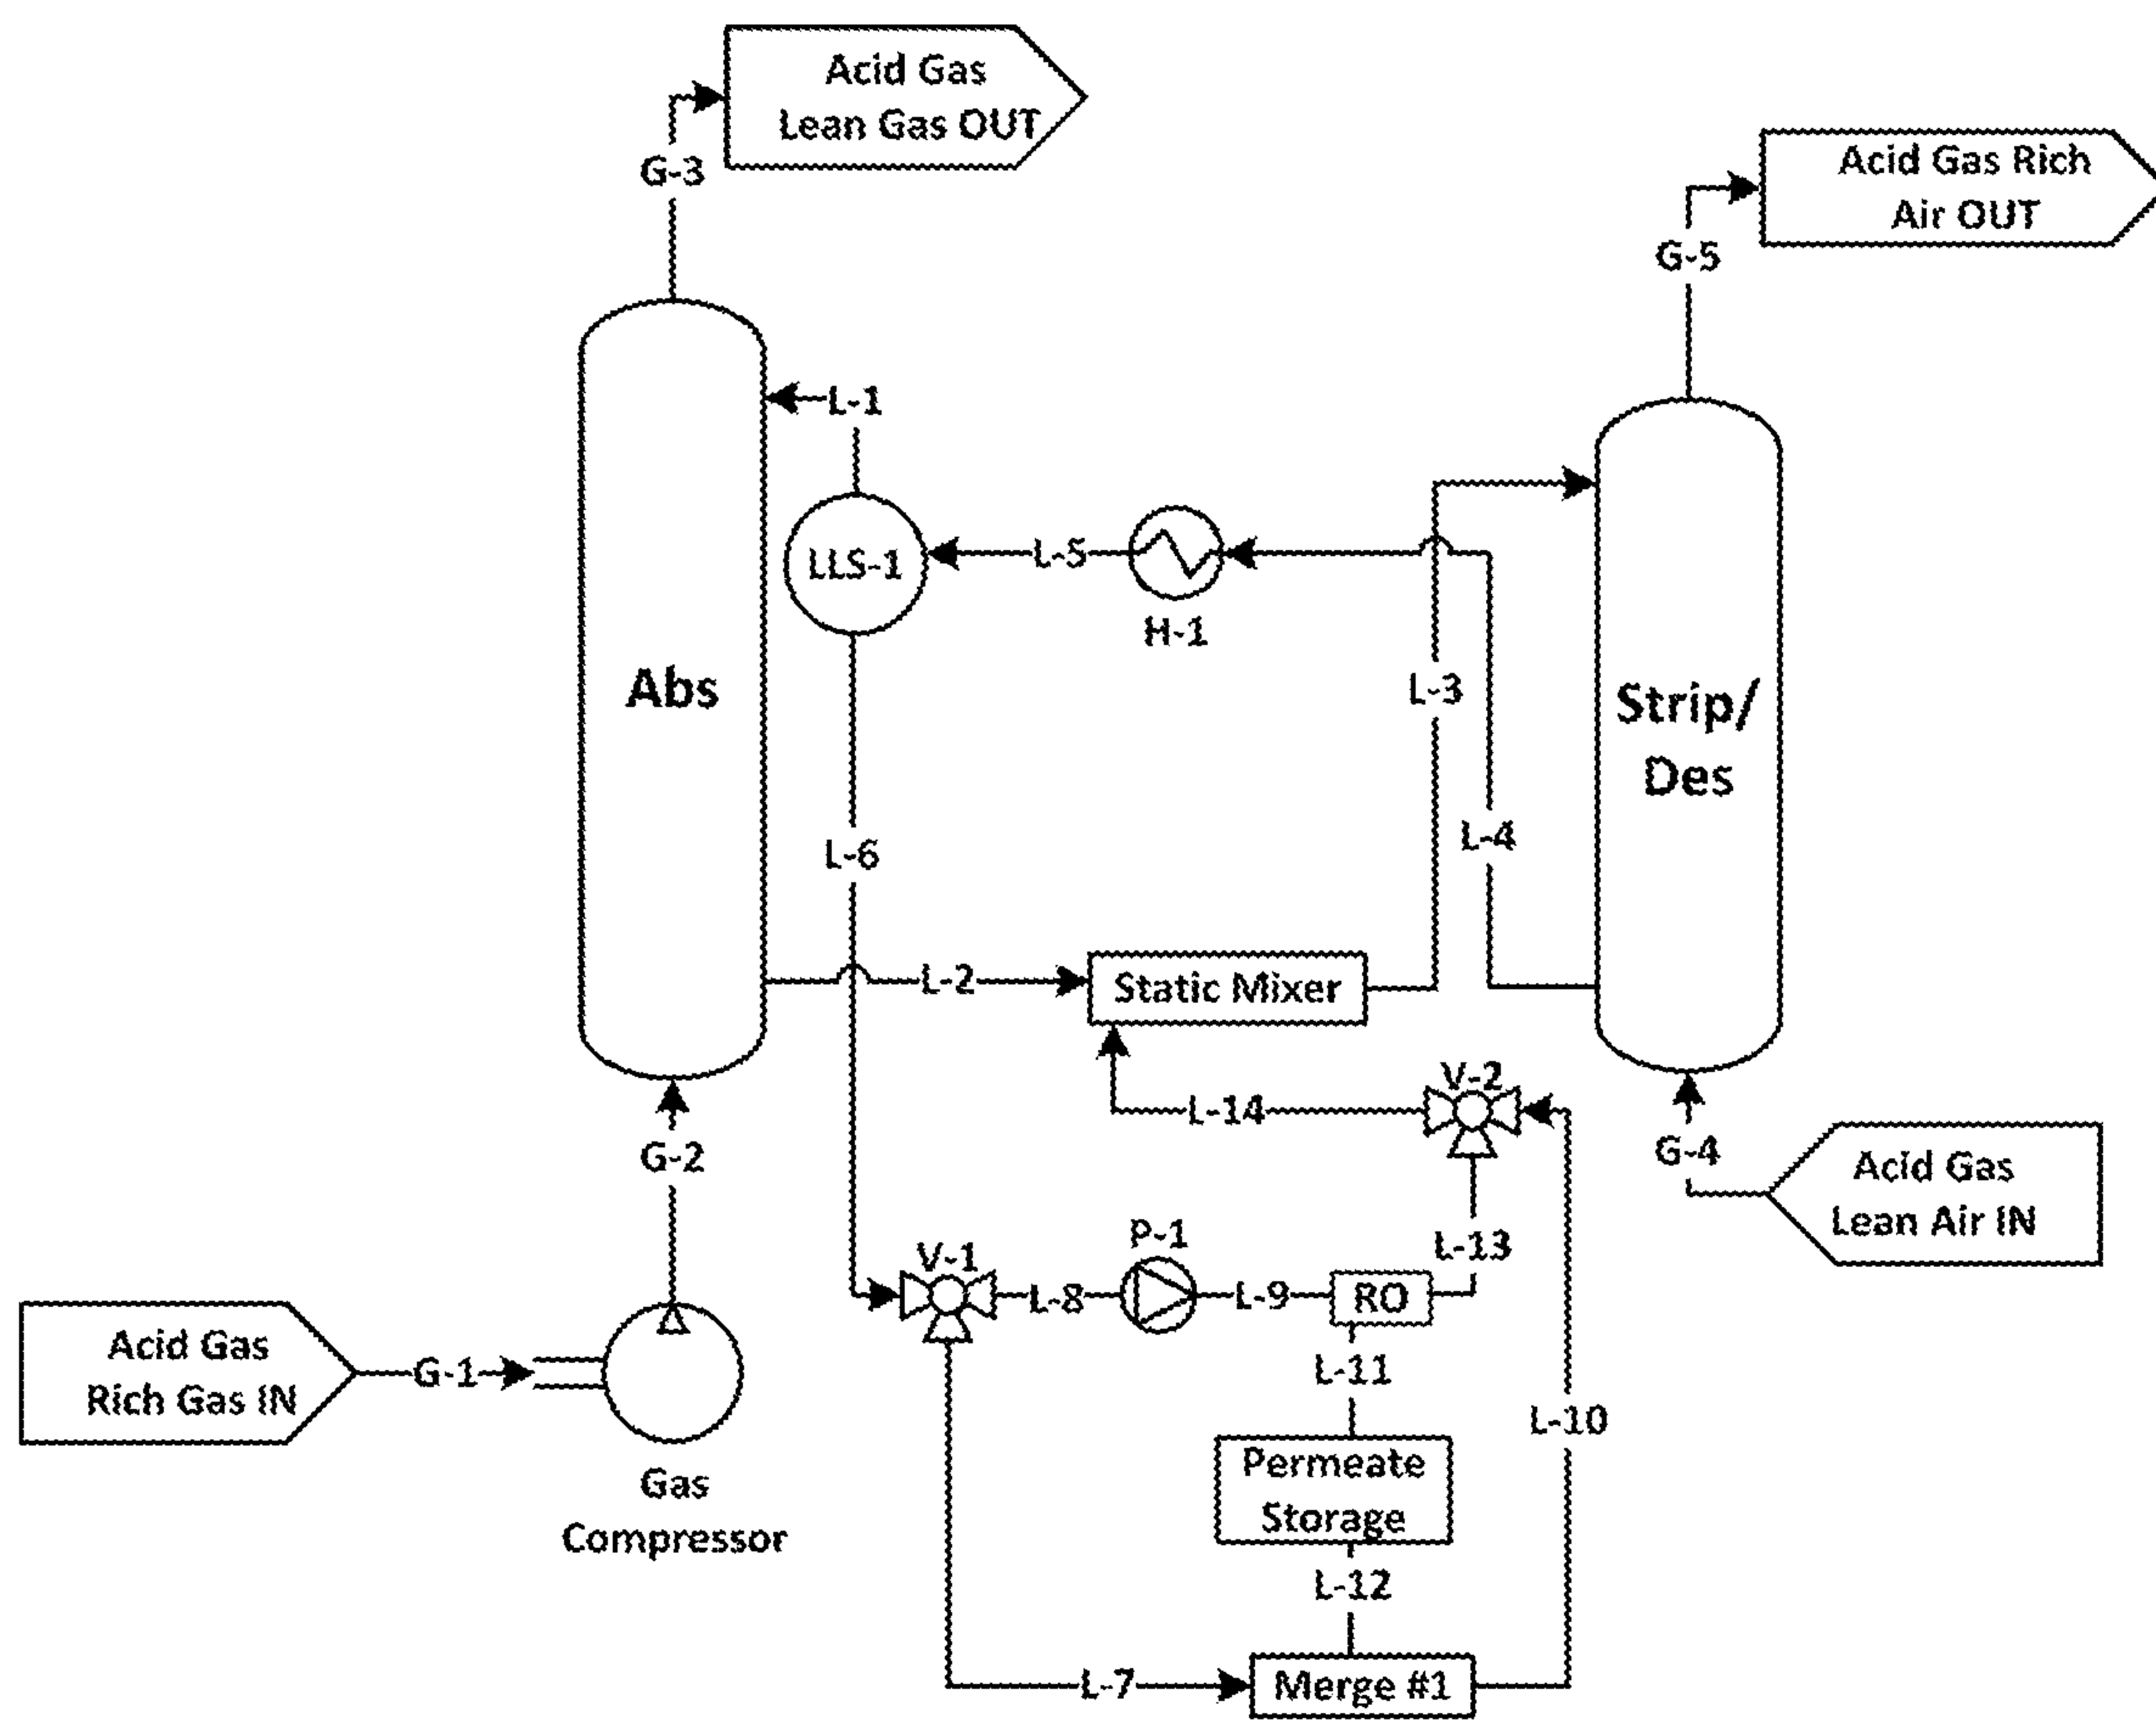 Acid Gas
Lean Gas OUT
Acid Gas Rich
Air OUT
G-3
G-5
L-1
LLS-1
L-5
H-1
Abs
L-3
Strip/
Des
L-4
L-6
L-2
Static Mixer
V-2
L-14
G-2
G-4
Acid Gas
Lean Air IN
P-1
L-13
V-1
L-8
L-9
RO
Acid Gas
Rich Gas IN
G-1
L-11
L-10
Gas
Compressor
Permeate
Storage
L-12
L-7
Merge #1